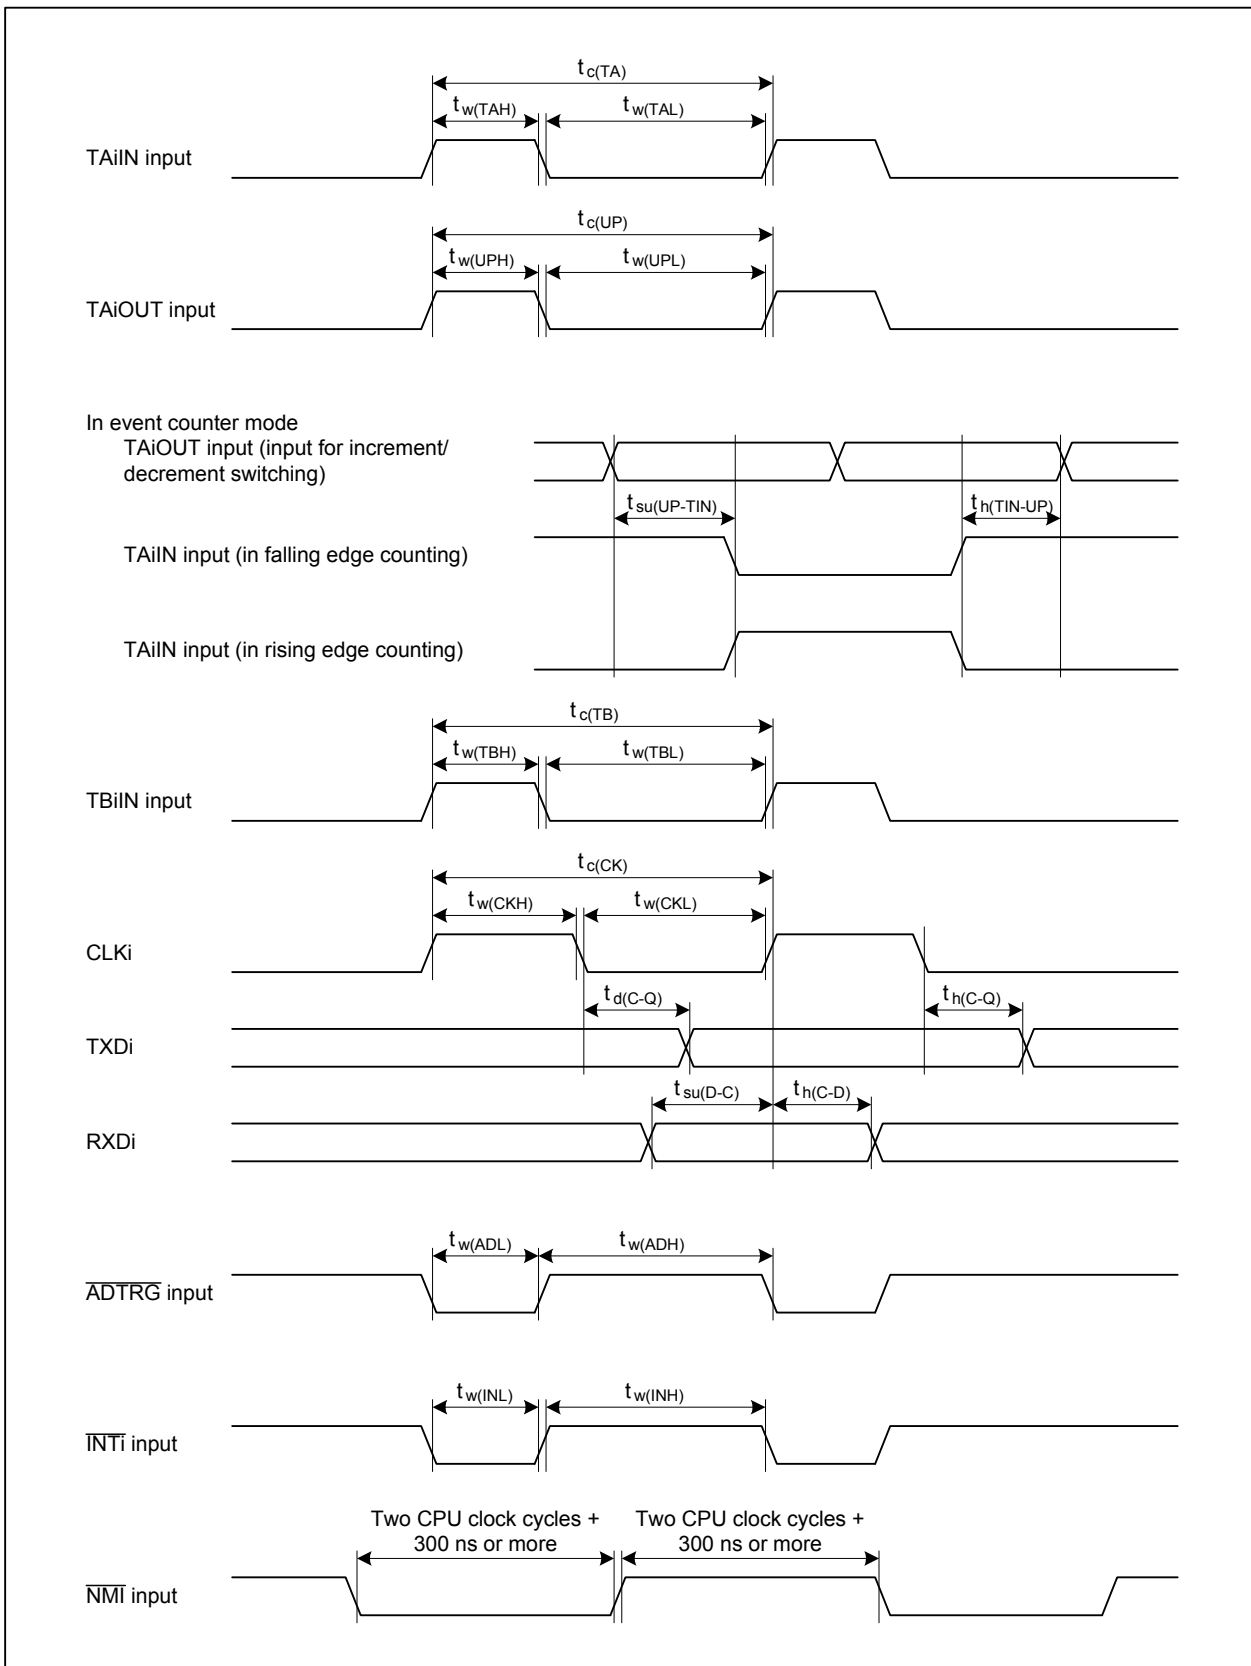 tc(TA)
tw(TAH) tw(TAL)
TAiIN input
tc(UP)
tw(UPH) tw(UPL)
TAiOUT input
In event counter mode
TAiOUT input (input for increment/
decrement switching)
tsu(UP-TIN) th(TIN-UP)
TAiIN input (in falling edge counting)
TAiIN input (in rising edge counting)
tc(TB)
tw(TBH) tw(TBL)
TBiIN input
tc(CK)
tw(CKH) tw(CKL)
CLKi
td(C-Q) th(C-Q)
TXDi
tsu(D-C) th(C-D)
RXDi
tw(ADL) tw(ADH)
ADTRG input
tw(INL) tw(INH)
INTi input
Two CPU clock cycles + Two CPU clock cycles +
300 ns or more 300 ns or more
NMI input